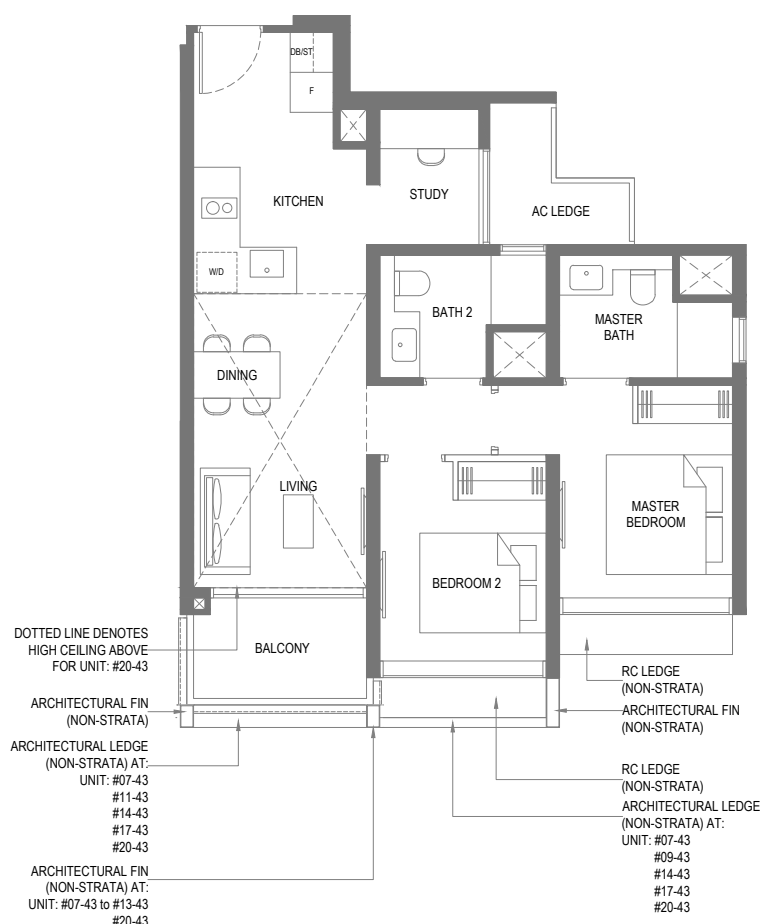 DB/ST
F
KITCHEN
STUDY
AC LEDGE
W/D
BATH 2
MASTER
BATH
DINING
LIVING
MASTER
BEDROOM
BEDROOM 2
BALCONY
DOTTED LINE DENOTES
HIGH CEILING ABOVE
FOR UNIT: #20-43
ARCHITECTURAL FIN
(NON-STRATA)
ARCHITECTURAL LEDGE
(NON-STRATA) AT:
UNIT: #07-43
#11-43
#14-43
#17-43
#20-43
ARCHITECTURAL FIN
(NON-STRATA) AT:
UNIT: #07-43 to #13-43
#20-43
RC LEDGE
(NON-STRATA)
ARCHITECTURAL FIN
(NON-STRATA)
RC LEDGE
(NON-STRATA)
ARCHITECTURAL LEDGE
(NON-STRATA) AT:
UNIT: #07-43
#09-43
#14-43
#17-43
#20-43